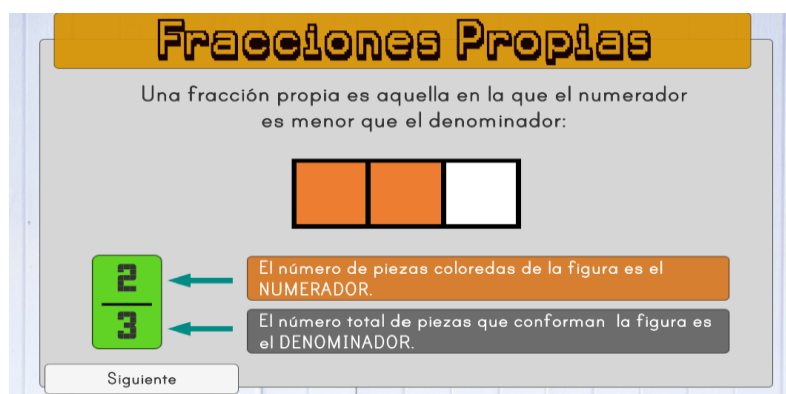 Fracciones Propias
Una fracción propia es aquella en la que el numerador
es menor que el denominador:
2
3
El número de piezas coloredas de la figura es el
NUMERADOR.
El número total de piezas que conforman la figura es
el DENOMINADOR.
Siguiente